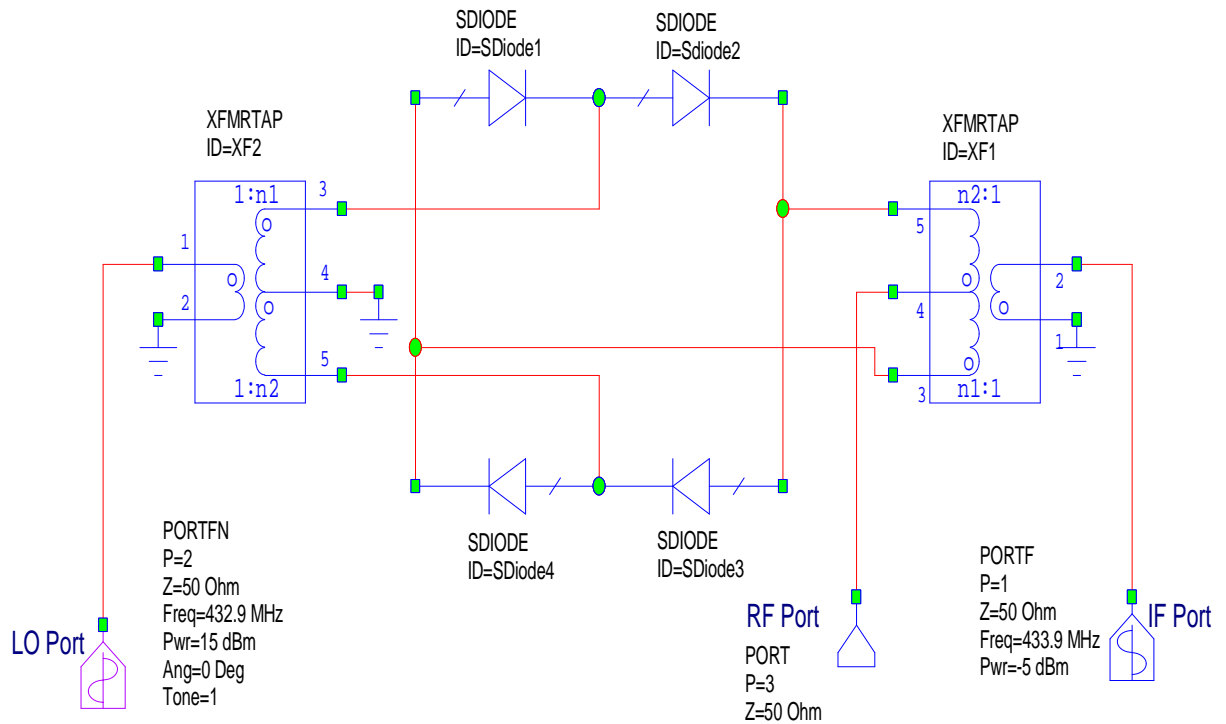 SDIODE
ID=SDiode1
SDIODE
ID=Sdiode2
XFMRTAP
ID=XF2
XFMRTAP
ID=XF1
1:n1
3
1
4
2
5
1:n2
n2:1
5
2
4
1
3
n1:1
SDIODE
ID=SDiode4
SDIODE
ID=SDiode3
LO Port
PORTFN
P=2
Z=50 Ohm
Freq=432.9 MHz
Pwr=15 dBm
Ang=0 Deg
Tone=1
RF Port
PORT
P=3
Z=50 Ohm
PORTF
P=1
Z=50 Ohm
Freq=433.9 MHz
Pwr=-5 dBm
IF Port